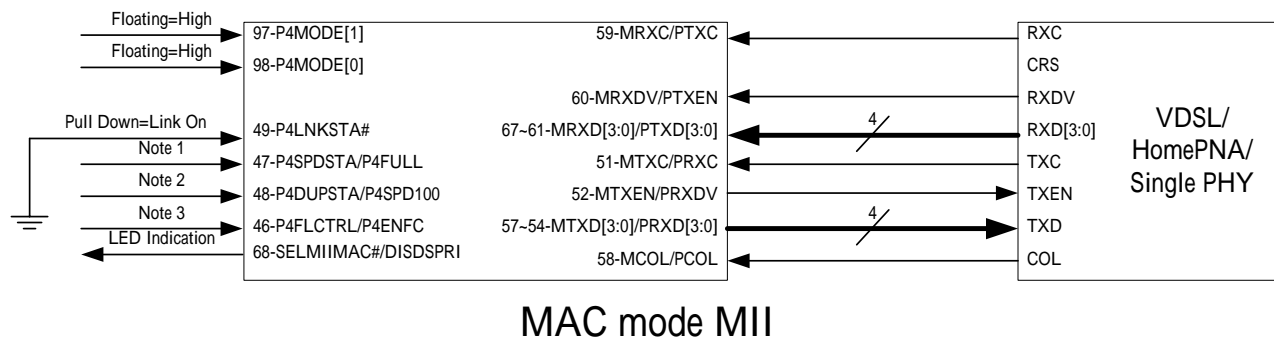 Floating=High
97-P4MODE[1]
Floating=High
98-P4MODE[0]
Pull Down=Link On
49-P4LNKSTA#
Note 1
47-P4SPDSTA/P4FULL
Note 2
48-P4DUPSTA/P4SPD100
Note 3
46-P4FLCTRL/P4ENFC
LED Indication
68-SELMIIMAC#/DISDSPRI
59-MRXC/PTXC
60-MRXDV/PTXEN
67~61-MRXD[3:0]/PTXD[3:0]
51-MTXC/PRXC
52-MTXEN/PRXDV
57~54-MTXD[3:0]/PRXD[3:0]
58-MCOL/PCOL
4
4
RXC
CRS
RXDV
RXD[3:0]
TXC
TXEN
TXD
COL
VDSL/
HomePNA/
Single PHY
MAC mode MII